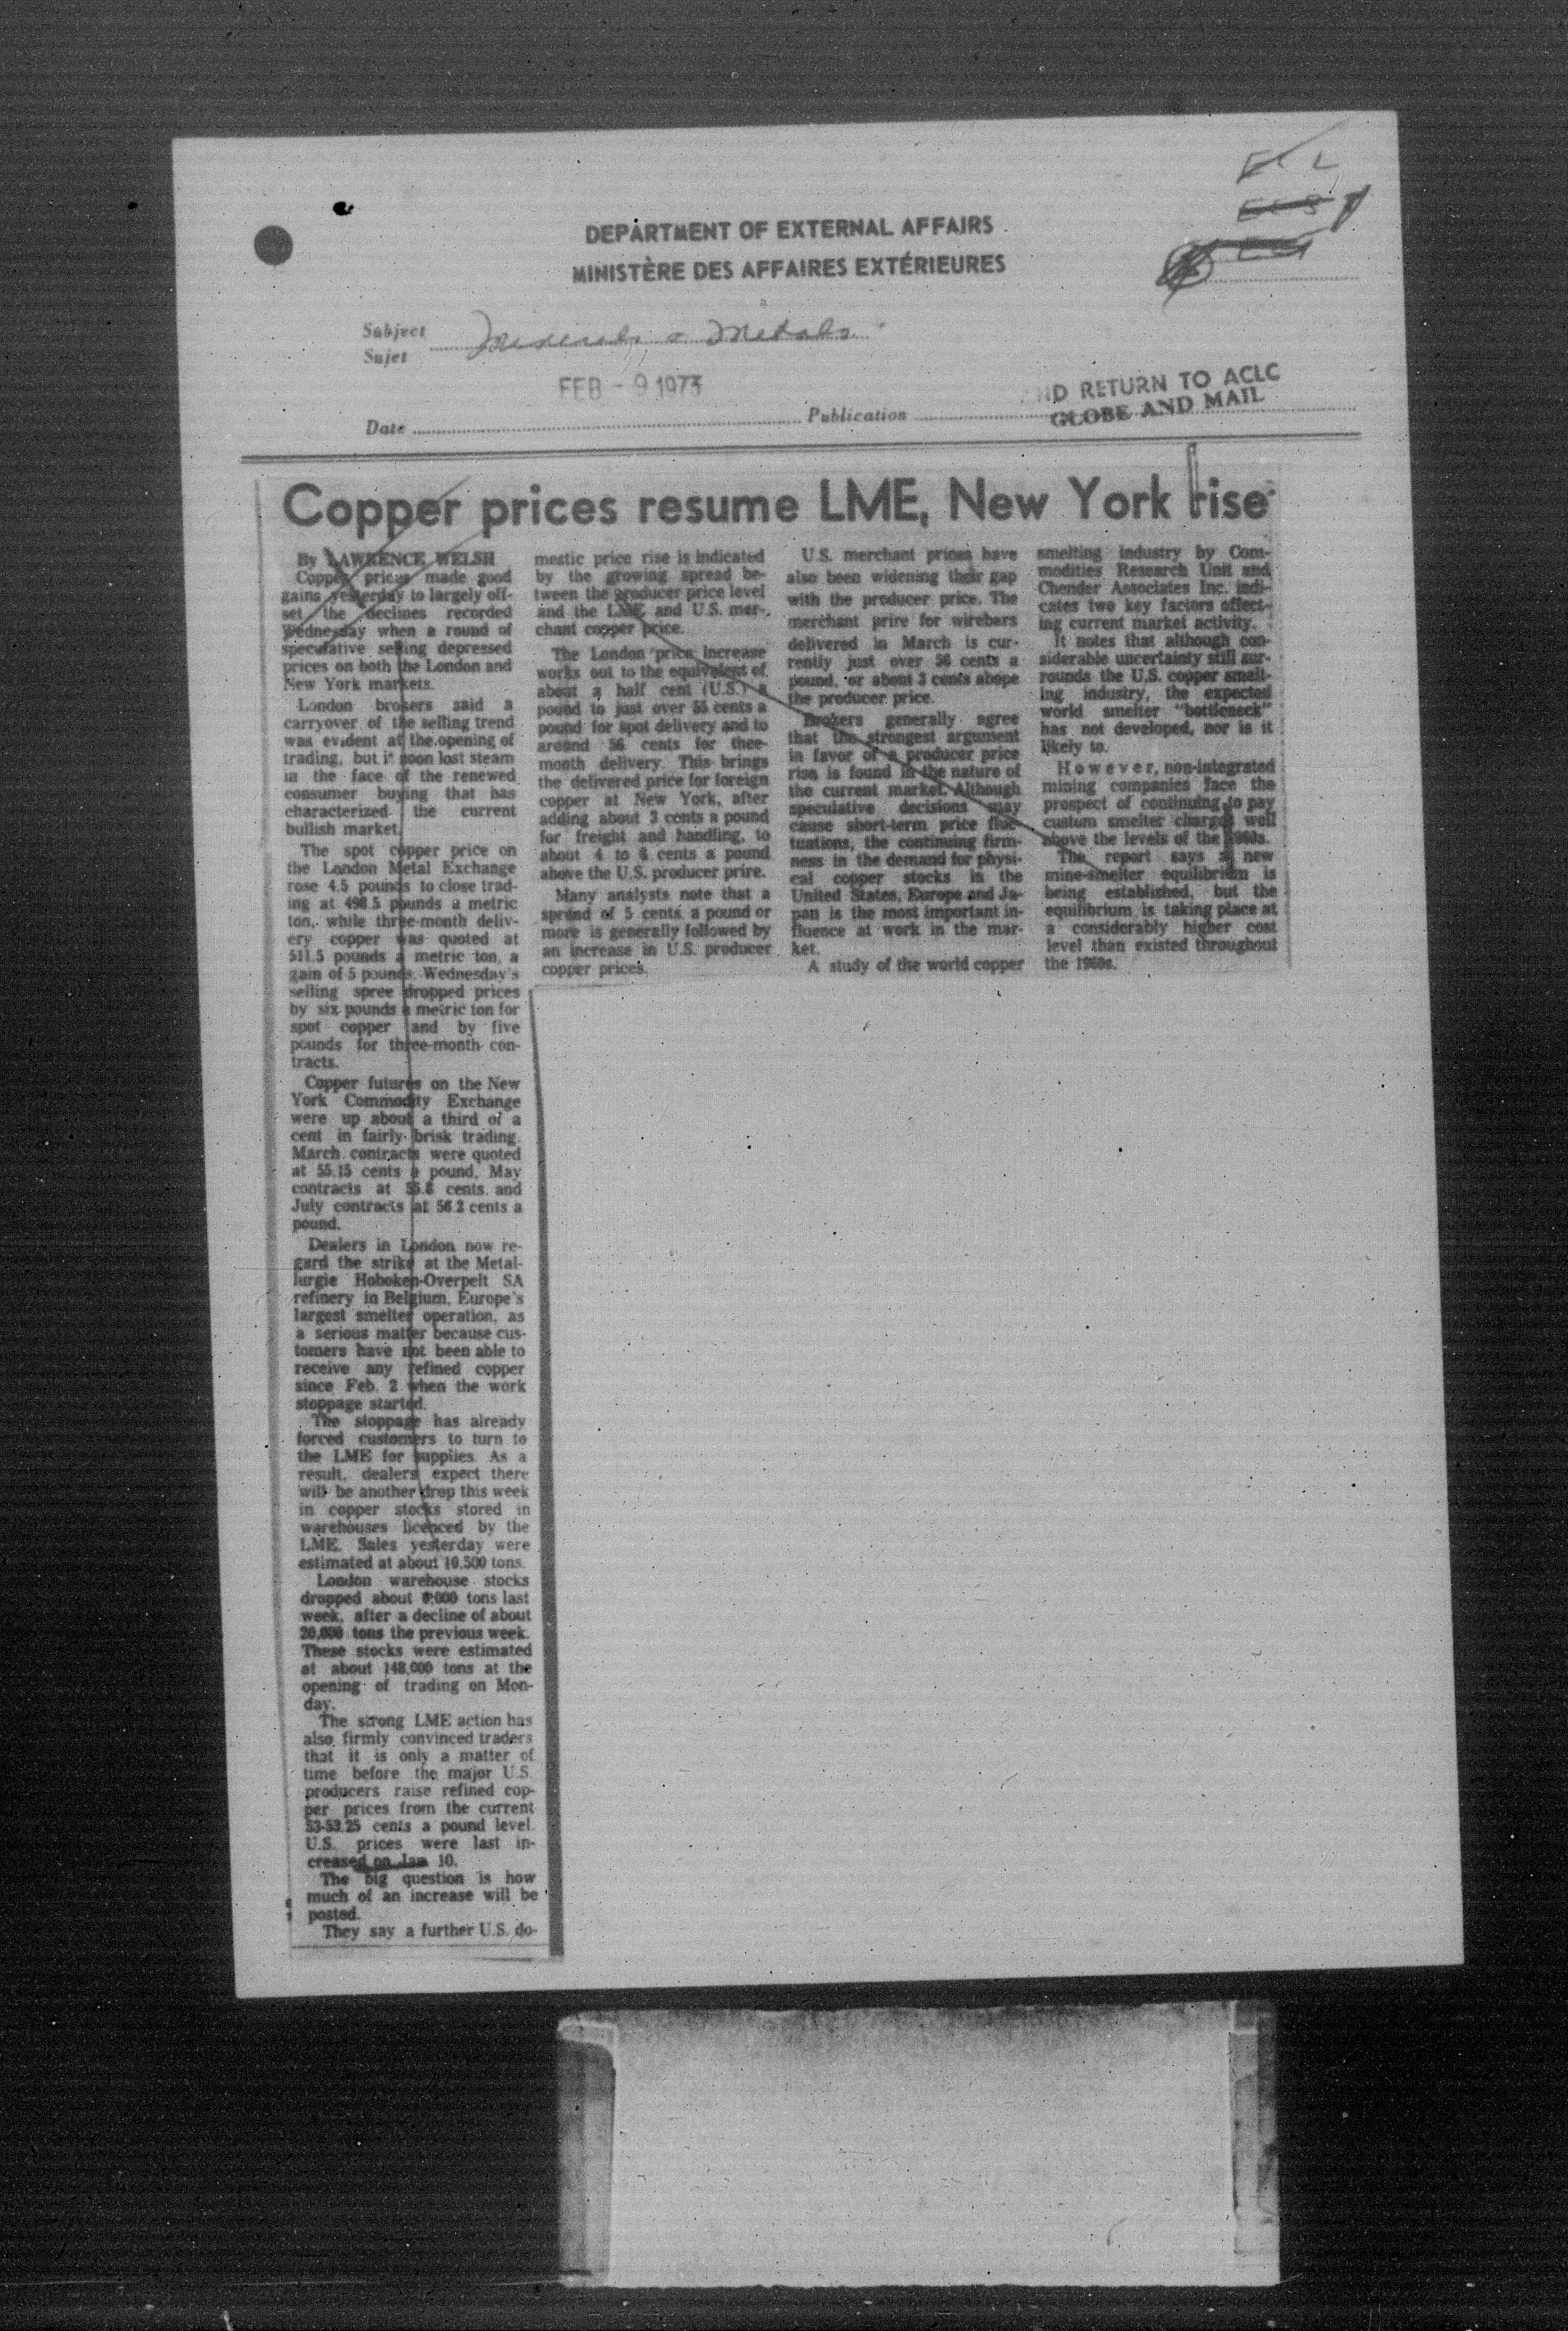 DEPARTMENT OF EXTERNAL AFFAIRS
MINISTÈRE DES AFFAIRES EXTÉRIEURES
Subject
Sujet
Minerals & Metals
FEB - 9 1973
Date
Publication
ND RETURN TO ACLC
GLOBE AND MAIL
Copper prices resume LME, New York rise
By LAWRENCE WELSH
Copper prices made good
gains yesterday to largely off-
set the declines recorded
Wednesday when a round of
speculative selling depressed
prices on both the London and
New York markets.
London brokers said a
carryover of the selling trend
was evident at the opening of
trading, but it soon lost steam
in the face of the renewed
consumer buying that has
characterized the current
bullish market.
The spot copper price on
the London Metal Exchange
rose 4.5 pounds to close trad-
ing at 498.5 pounds a metric
ton, while three-month deliv-
ery copper was quoted at
511.5 pounds a metric ton, a
gain of 5 pounds. Wednesday's
selling spree dropped prices
by six pounds a metric ton for
spot copper and by five
pounds for three-month con-
tracts.
Copper futures on the New
York Commodity Exchange
were up about a third of a
cent in fairly brisk trading.
March contracts were quoted
at 55.15 cents a pound, May
contracts at 55.8 cents and
July contracts at 56.2 cents a
pound.
Dealers in London now re-
gard the strike at the Metal-
lurgie Hoboken-Overpelt SA
refinery in Belgium, Europe's
largest smelter operation, as
a serious matter because cus-
tomers have not been able to
receive any refined copper
since Feb. 2 when the work
stoppage started.
The stoppage has already
forced customers to turn to
the LME for supplies. As a
result, dealers expect there
will be another drop this week
in copper stocks stored in
warehouses licenced by the
LME. Sales yesterday were
estimated at about 10,500 tons.
London warehouse stocks
dropped about tons last
week, after a decline of about
20,000 tons the previous week.
These stocks were estimated
at about 148,000 tons at the
opening of trading on Mon-
day.
The strong LME action has
also firmly convinced traders
that it is only a matter of
time before the major U.S.
producers raise refined cop-
per prices from the current
53-53.25 cents a pound level.
U.S. prices were last in-
creased on Jan 10.
The big question is how
much of an increase will be
posted.
They say a further U.S. do-
mestic price rise is indicated
by the growing spread be-
tween the producer price level
and the LME and U.S. mer-
chant copper price.
The London price increase
works out to the equivalent of
about a half cent (U.S.) a
pound to just over 55 cents a
pound for spot delivery and to
around 56 cents for thee-
month delivery. This brings
the delivered price for foreign
copper at New York, after
adding about 3 cents a pound
for freight and handling, to
about 4 to 6 cents a pound
above the U.S. producer prire.
Many analysts note that a
spread of 5 cents a pound or
more is generally followed by
an increase in U.S. producer
copper prices.
U.S. merchant prices have
also been widening their gap
with the producer price. The
merchant prire for wirebars
delivered in March is cur-
rently just over 56 cents a
pound, or about 3 cents abope
the producer price.
Brokers generally agree
that the strongest argument
in favor of a producer price
rise is found in the nature of
the current market. Although
speculative decisions may
cause short-term price fluc-
tuations, the continuing firm-
ness in the demand for physi-
cal copper stocks in the
United States, Europe and Ja-
pan is the most important in-
fluence at work in the mar-
ket.
A study of the world copper
smelting industry by Com-
modities Research Unit and
Chender Associates Inc. indi-
cates two key factors affect-
ing current market activity.
It notes that although con-
siderable uncertainty still sur-
rounds the U.S. copper smelt-
ing industry, the expected
world smelter "bottleneck"
has not developed, nor is it
likely to.
However, non-integrated
mining companies face the
prospect of continuing to pay
custom smelter charges well
above the levels of the 1960s.
The report says a new
mine-smelter equilibrium is
being established, but the
equilibrium is taking place at
a considerably higher cost
level than existed throughout
the 1960s.